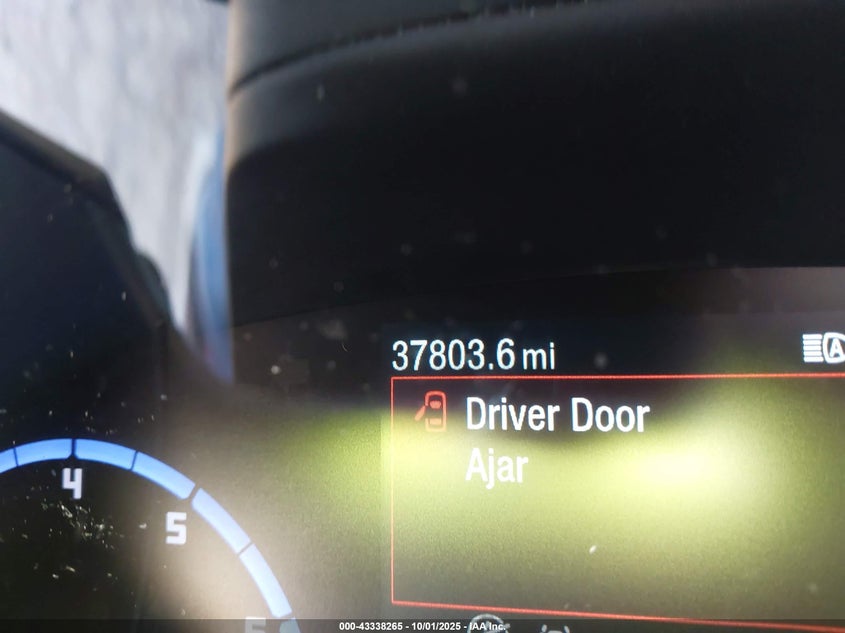 37803.6 mi
Driver Door
Ajar
4
5
000-43338265 - 10/01/2025 - IAA Inc.